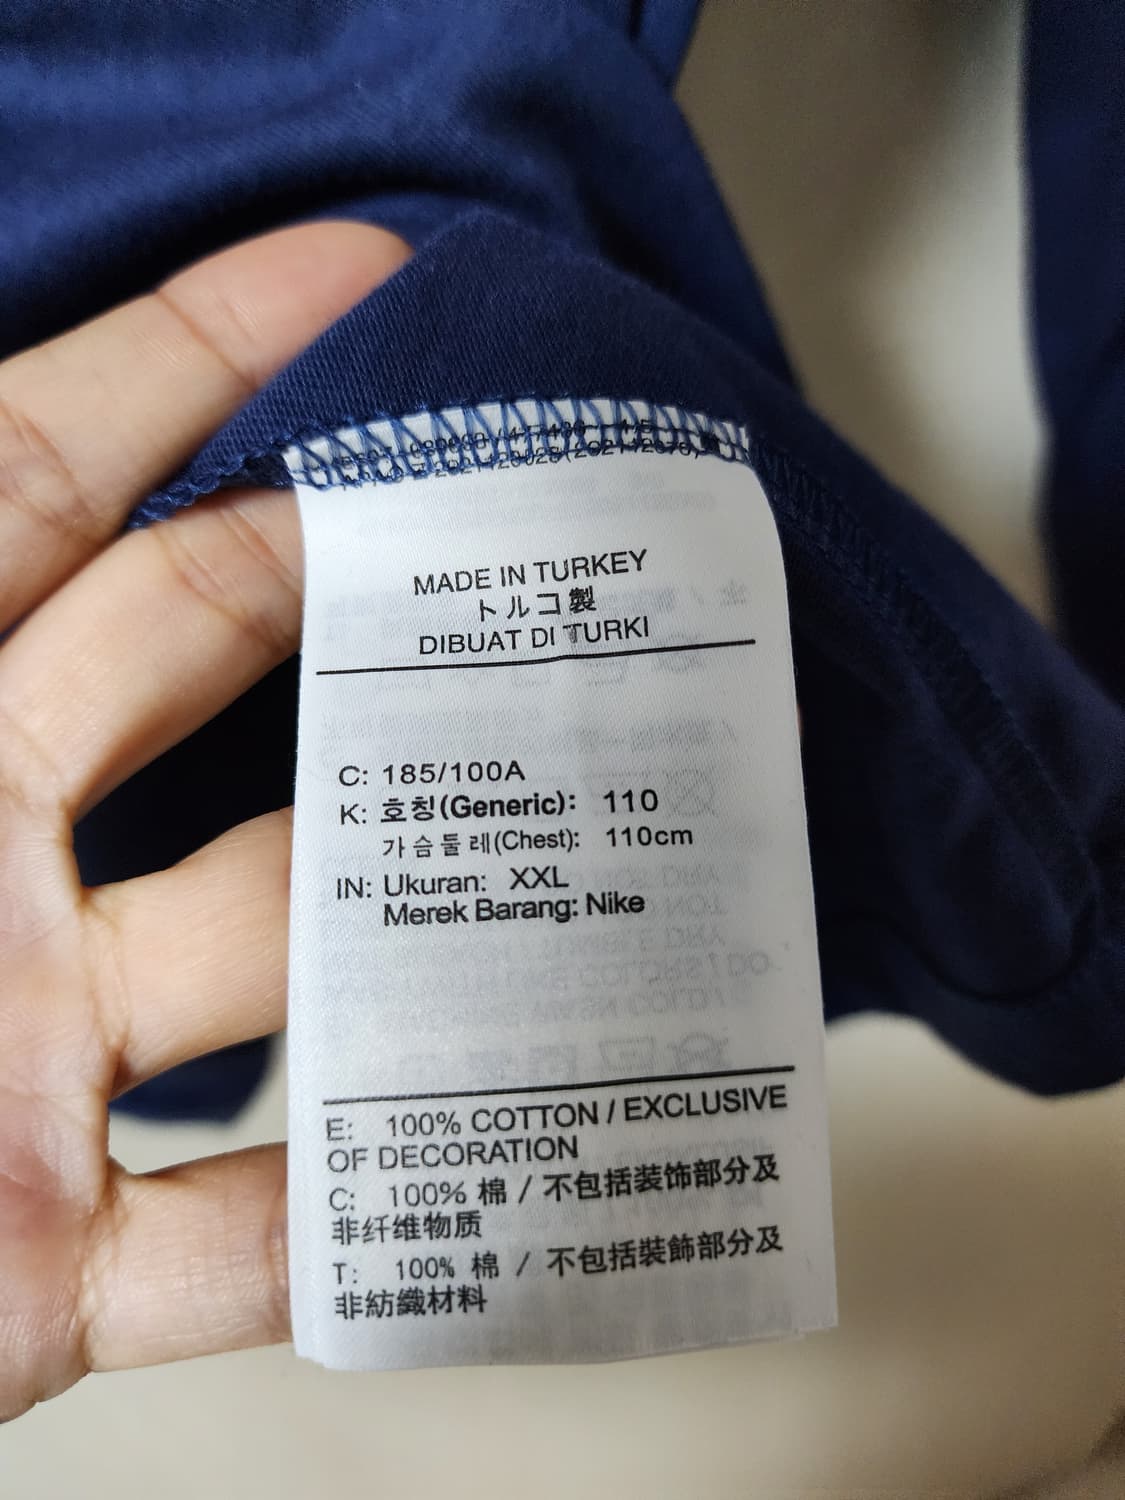 MADE IN TURKEY
トルコ製
DIBUAT DI TURKI
C: 185/100A
K: 호칭(Generic): 110
가슴둘레(Chest): 110cm
IN: Ukuran: XXL
Merek Barang: Nike
E: 100% COTTON / EXCLUSIVE
OF DECORATION
C: 100% 棉 / 不包括装饰部分及
非纤维物质
T: 100% 棉 / 不包括裝飾部分及
非紡織材料